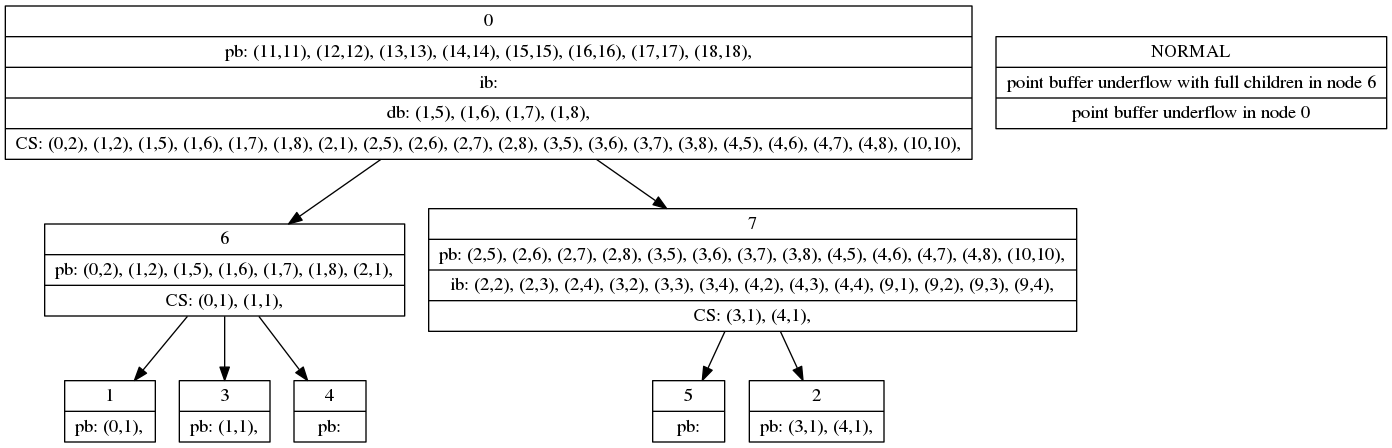 0
pb: (11,11), (12,12), (13,13), (14,14), (15,15), (16,16), (17,17), (18,18),
ib:
db: (1,5), (1,6), (1,7), (1,8),
CS: (0,2), (1,2), (1,5), (1,6), (1,7), (1,8), (2,1), (2,5), (2,6), (2,7), (2,8), (3,5), (3,6), (3,7), (3,8), (4,5), (4,6), (4,7), (4,8), (10,10),
NORMAL
point buffer underflow with full children in node 6
point buffer underflow in node 0
6
pb: (0,2), (1,2), (1,5), (1,6), (1,7), (1,8), (2,1),
CS: (0,1), (1,1),
7
pb: (2,5), (2,6), (2,7), (2,8), (3,5), (3,6), (3,7), (3,8), (4,5), (4,6), (4,7), (4,8), (10,10),
ib: (2,2), (2,3), (2,4), (3,2), (3,3), (3,4), (4,2), (4,3), (4,4), (9,1), (9,2), (9,3), (9,4),
CS: (3,1), (4,1),
1
pb: (0,1),
3
pb: (1,1),
4
pb:
5
pb:
2
pb: (3,1), (4,1),